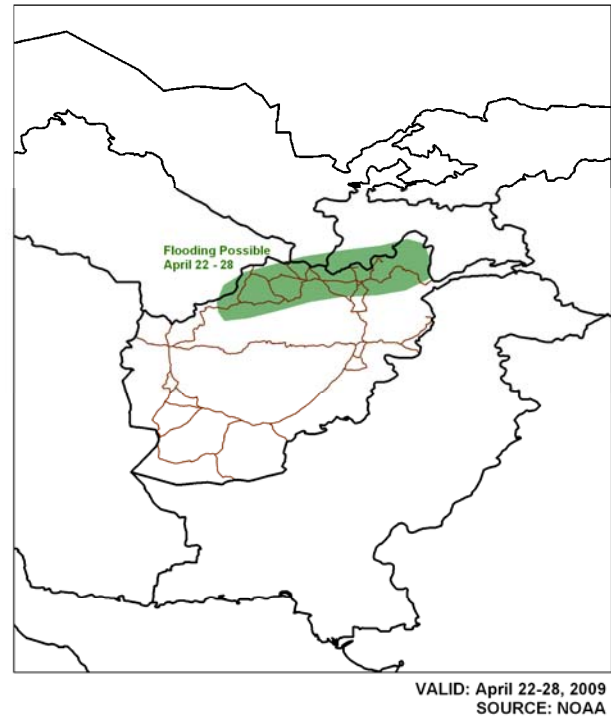 Flooding Possible
April 22 - 28
VALID: April 22-28, 2009
SOURCE: NOAA